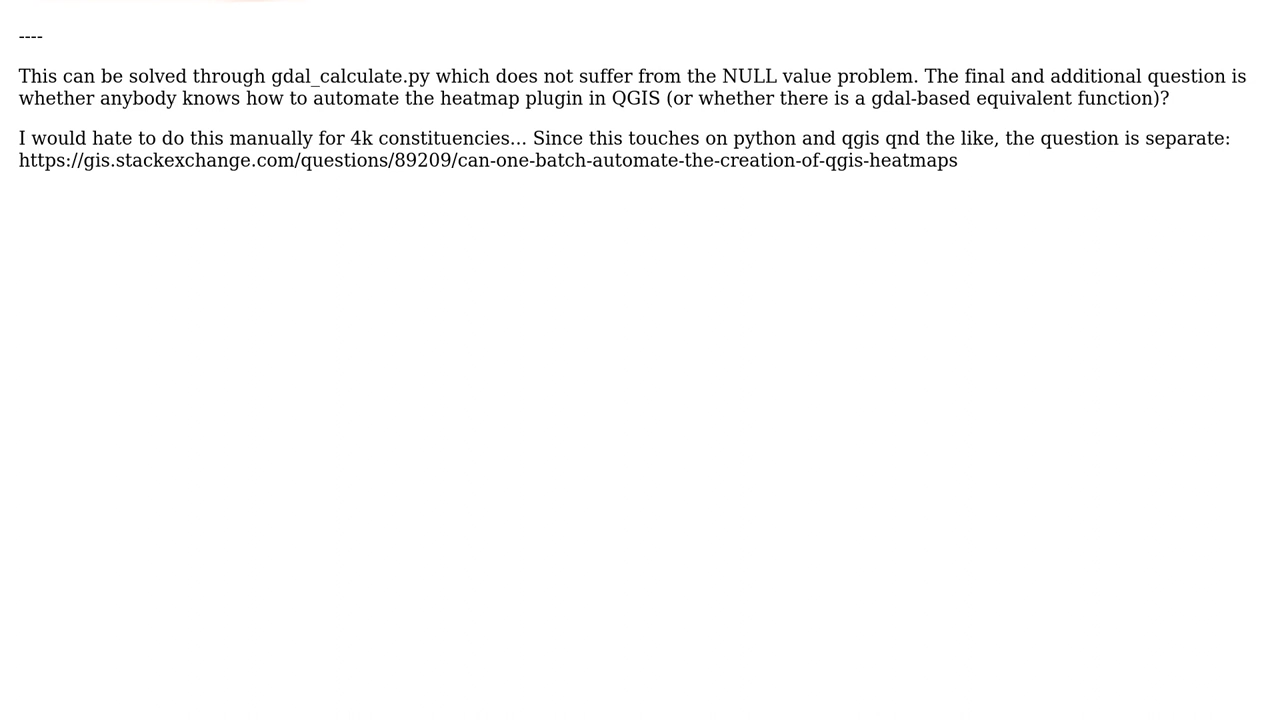 ----
This can be solved through gdal_calculate.py which does not suffer from the NULL value problem. The final and additional question is
whether anybody knows how to automate the heatmap plugin in QGIS (or whether there is a gdal-based equivalent function)?
I would hate to do this manually for 4k constituencies... Since this touches on python and qgis qnd the like, the question is separate:
https://gis.stackexchange.com/questions/89209/can-one-batch-automate-the-creation-of-qgis-heatmaps